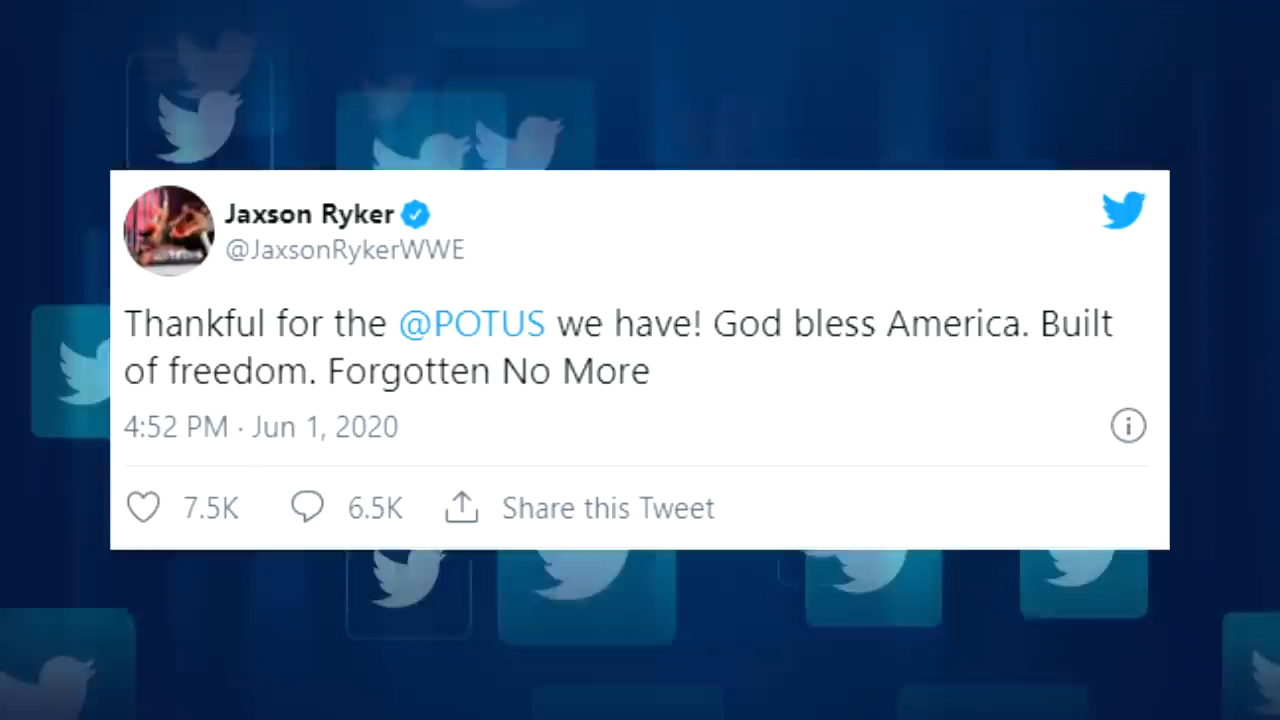 Jaxson Ryker
@JaxsonRykerWWE
Thankful for the @POTUS we have! God bless America. Built
of freedom. Forgotten No More
4:52 PM · Jun 1, 2020
7.5K 6.5K Share this Tweet